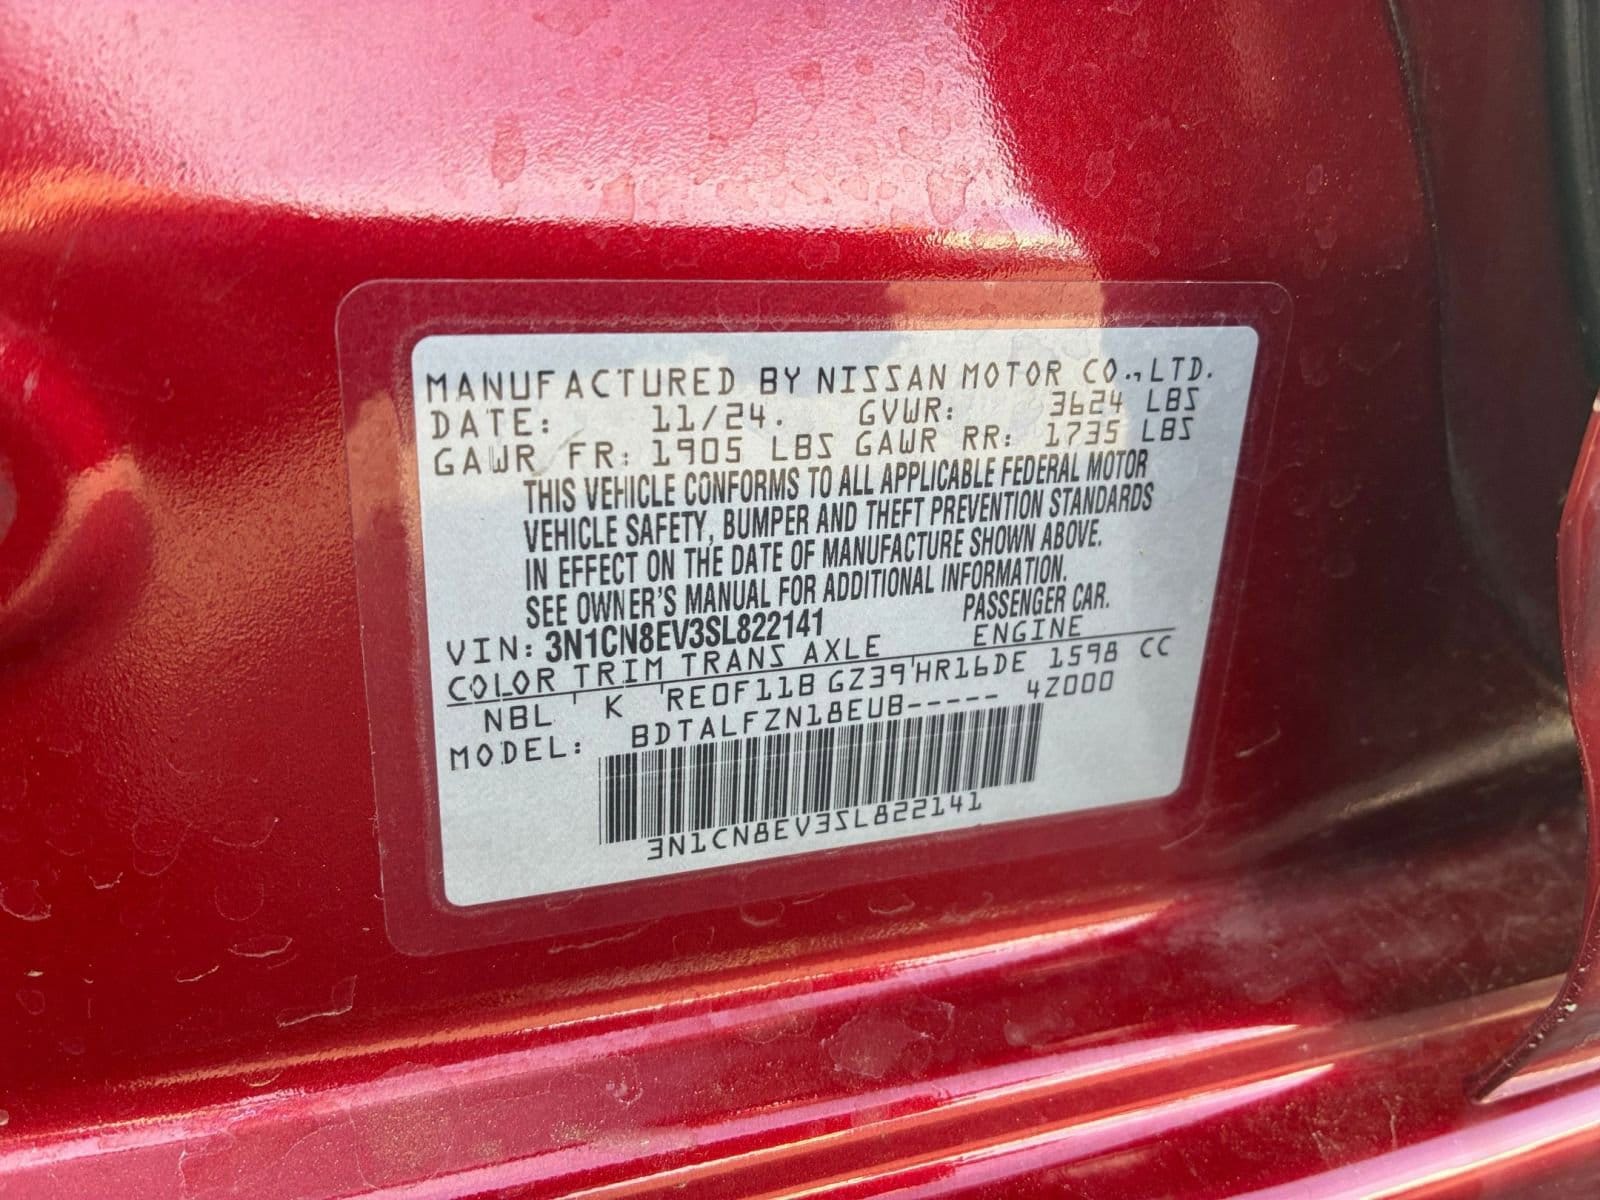 MANUFACTURED BY NISSAN MOTOR CO., LTD.
DATE: 11/24. GVWR: 3624 LBS
GAWR FR: 1905 LBS GAWR RR: 1735 LBS
THIS VEHICLE CONFORMS TO ALL APPLICABLE FEDERAL MOTOR
VEHICLE SAFETY, BUMPER AND THEFT PREVENTION STANDARDS
IN EFFECT ON THE DATE OF MANUFACTURE SHOWN ABOVE.
SEE OWNER'S MANUAL FOR ADDITIONAL INFORMATION.
VIN: 3N1CN8EV3SL822141 PASSENGER CAR.
COLOR TRIM TRANS AXLE ENGINE
NBL ' K 'RE0F11B GZ39'HR16DE 1598 CC
MODEL: BDTALFZN18EUB----- 4Z000
3N1CN8EV3SL822141